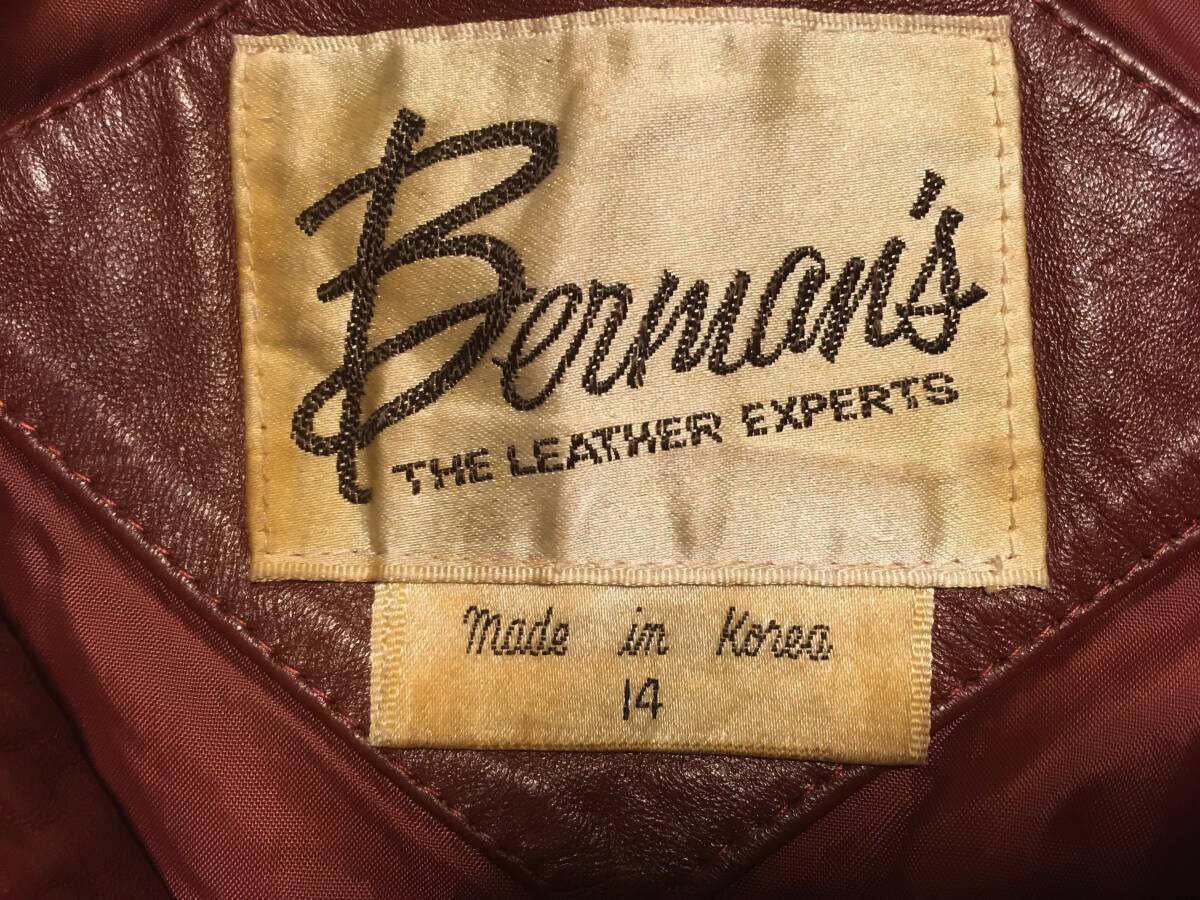 Berman's
THE LEATHER EXPERTS
Made in Korea
14